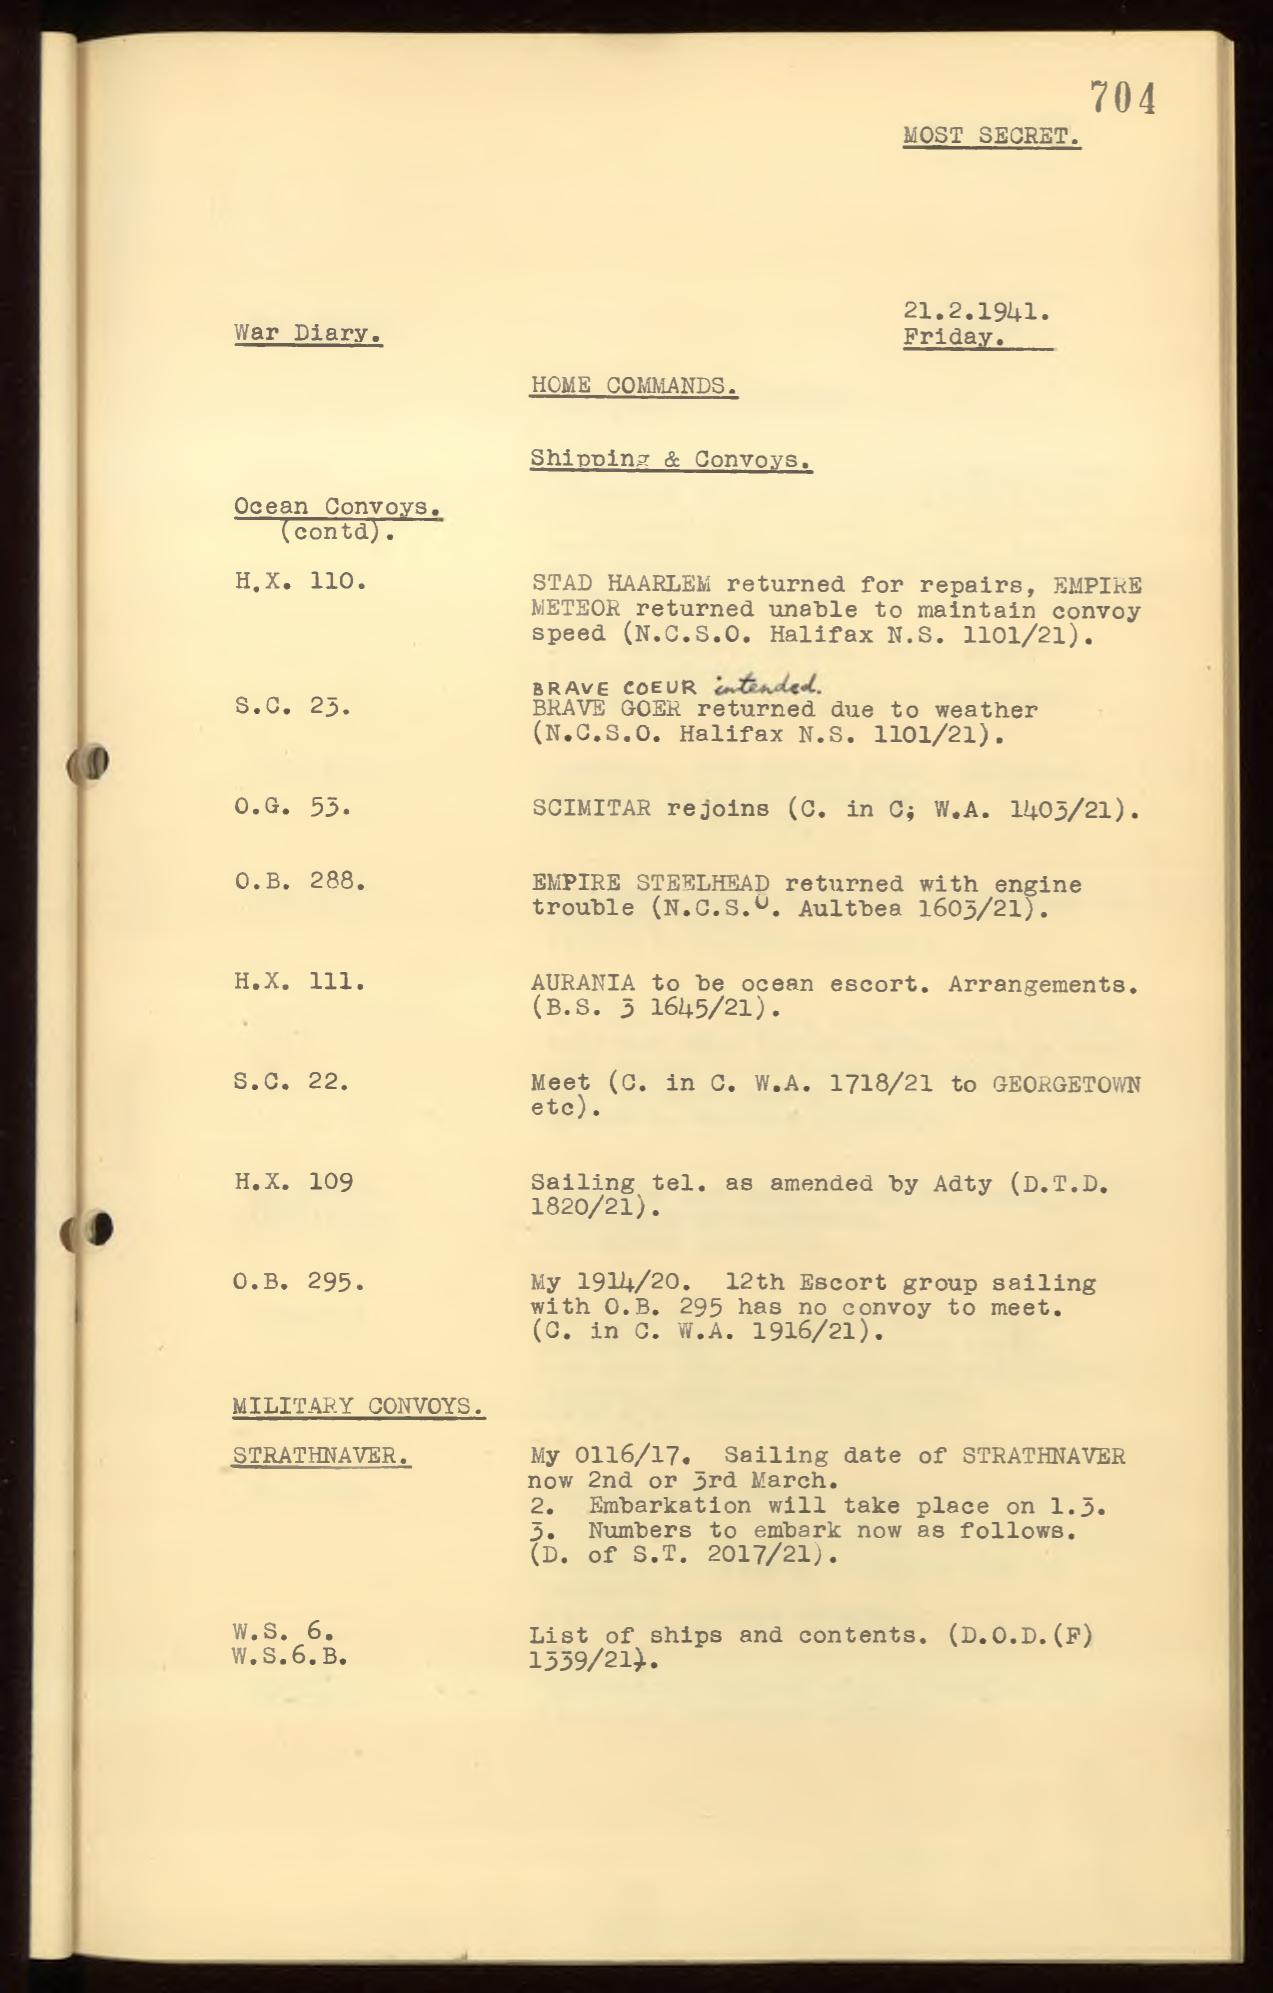 704
MOST SECRET.
War Diary.
21.2.1941.
Friday.
HOME COMMANDS.
Shipping & Convoys.
Ocean Convoys.
(contd).
H.X. 110.
STAD HAARLEM returned for repairs, EMPIRE
METEOR returned unable to maintain convoy
speed (N.C.S.O. Halifax N.S. 1101/21).
BRAVE COEUR intended.
S.C. 23.
BRAVE GOER returned due to weather
(N.C.S.O. Halifax N.S. 1101/21).
O.G. 53.
SCIMITAR rejoins (C. in C; W.A. 1403/21).
O.B. 288.
EMPIRE STEELHEAD returned with engine
trouble (N.C.S.O. Aultbea 1603/21).
H.X. 111.
AURANIA to be ocean escort. Arrangements.
(B.S. 3 1645/21).
S.C. 22.
Meet (C. in C. W.A. 1718/21 to GEORGETOWN
etc).
H.X. 109
Sailing tel. as amended by Adty (D.T.D.
1820/21).
O.B. 295.
My 1914/20. 12th Escort group sailing
with O.B. 295 has no convoy to meet.
(C. in C. W.A. 1916/21).
MILITARY CONVOYS.
STRATHNAVER.
My 0116/17. Sailing date of STRATHNAVER
now 2nd or 3rd March.
2. Embarkation will take place on 1.3.
3. Numbers to embark now as follows.
(D. of S.T. 2017/21).
W.S. 6.
W.S.6.B.
List of ships and contents. (D.O.D.(F)
1339/21).